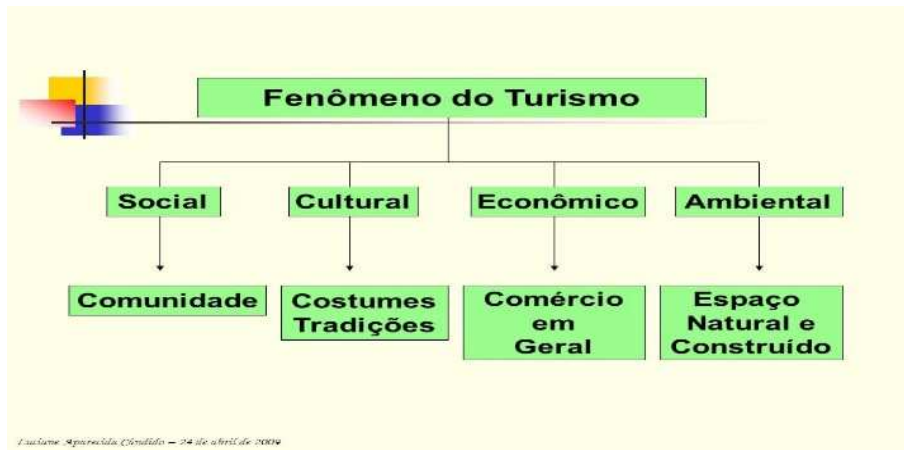 Fenômeno do Turismo
Social
Cultural
Econômico
Ambiental
Comunidade
Costumes
Tradições
Comércio
em
Geral
Espaço
Natural e
Construído
Luciane Aparecida Cândido – 24 de abril de 2009